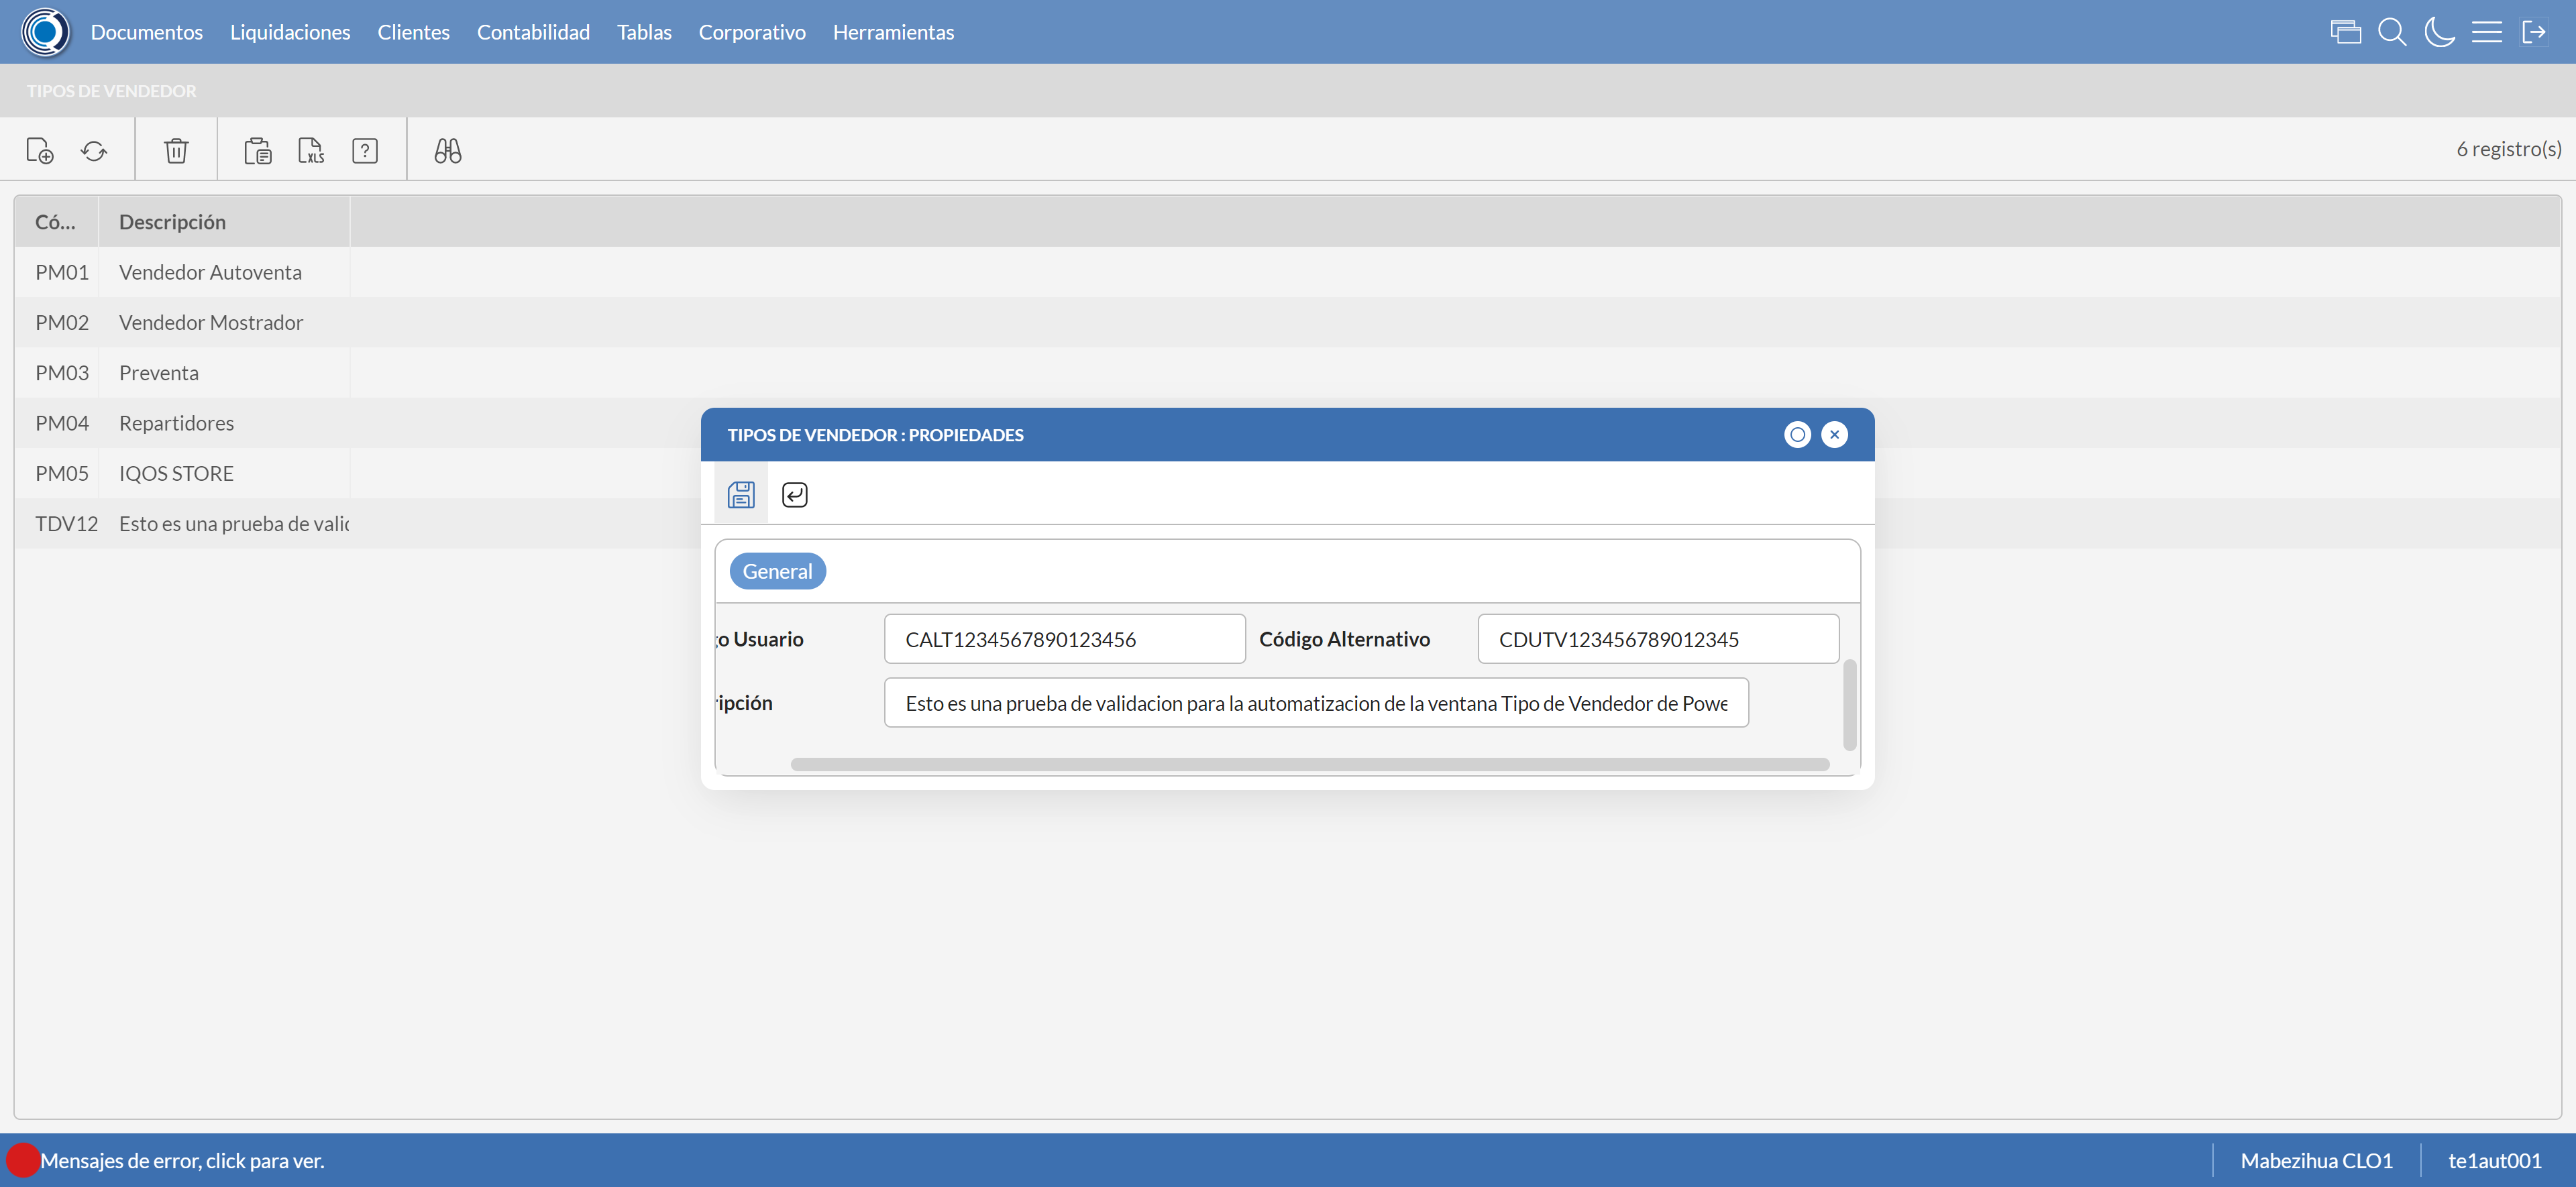 Documentos Liquidaciones Clientes Contabilidad Tablas Corporativo Herramientas
TIPOS DE VENDEDOR
XLS ? 6 registro(s)
Có... Descripción
PM01 Vendedor Autoventa
PM02 Vendedor Mostrador
PM03 Preventa
PM04 Repartidores
PM05 IQOS STORE
TDV12 Esto es una prueba de valic
TIPOS DE VENDEDOR : PROPIEDADES
General
o Usuario CALT1234567890123456 Código Alternativo CDUTV123456789012345
ripción Esto es una prueba de validacion para la automatizacion de la ventana Tipo de Vendedor de Powe
Mensajes de error, click para ver. Mabezihua CLO1 te1aut001